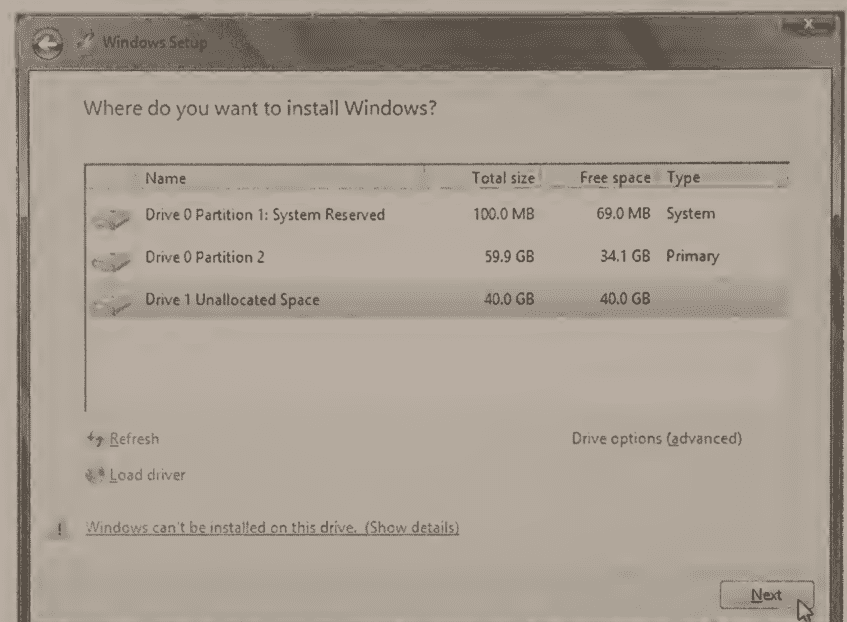 Windows Setup
Where do you want to install Windows?
Name Total size Free space Type
Drive 0 Partition 1: System Reserved 100.0 MB 69.0 MB System
Drive 0 Partition 2 59.9 GB 34.1 GB Primary
Drive 1 Unallocated Space 40.0 GB 40.0 GB
Refresh Drive options (advanced)
Load driver
! Windows can't be installed on this drive. (Show details)
Next